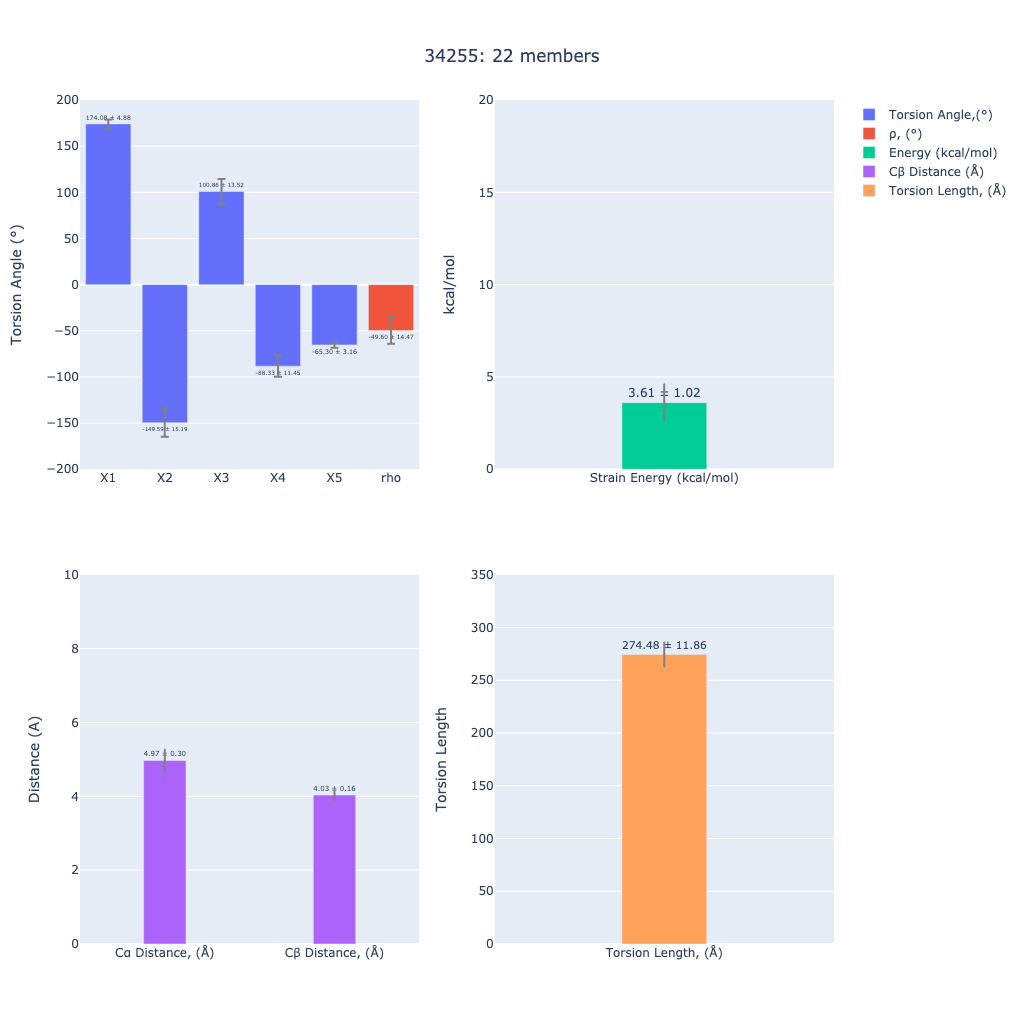 34255: 22 members
Torsion Angle (°)
200
150
100
50
0
−50
−100
−150
−200
174.08 ± 4.88
-149.59 ± 15.19
100.86 ± 13.52
-88.33 ± 11.45
-65.30 ± 3.16
-49.60 ± 14.47
X1 X2 X3 X4 X5 rho
kcal/mol
20
15
10
5
0
3.61 ± 1.02
Strain Energy (kcal/mol)
Torsion Angle,(°)
ρ, (°)
Energy (kcal/mol)
Cβ Distance (Å)
Torsion Length, (Å)
Distance (A)
10
8
6
4
2
0
4.97 ± 0.30
4.03 ± 0.16
Cα Distance, (Å) Cβ Distance, (Å)
Torsion Length
350
300
250
200
150
100
50
0
274.48 ± 11.86
Torsion Length, (Å)